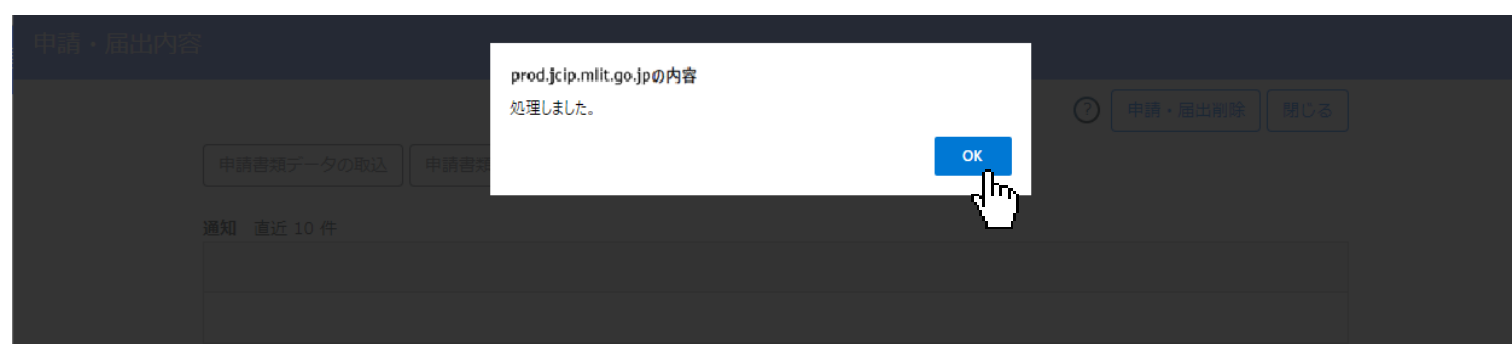 申請・届出内容
prod.jcip.mlit.go.jpの内容
処理しました。
OK
?
申請・届出削除
閉じる
申請書類データの取込
申請書類
通知 直近 10 件